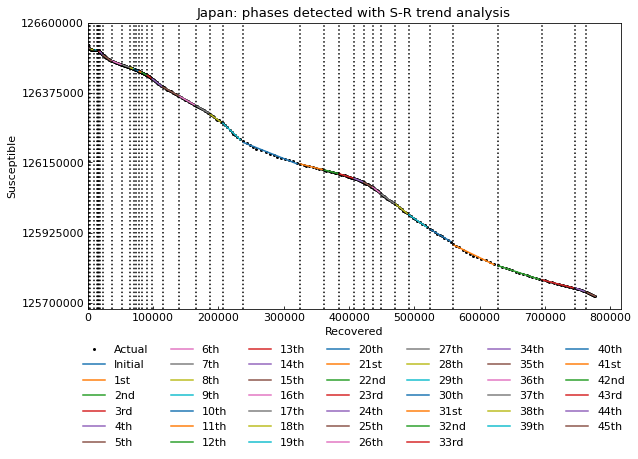 Japan: phases detected with S-R trend analysis
126600000
126375000
126150000
125925000
125700000
Susceptible
0 100000 200000 300000 400000 500000 600000 700000 800000
Recovered
Actual 6th 13th 20th 27th 34th 40th
Initial 7th 14th 21st 28th 35th 41st
1st 8th 15th 22nd 29th 36th 42nd
2nd 9th 16th 23rd 30th 37th 43rd
3rd 10th 17th 24th 31st 38th 44th
4th 11th 18th 25th 32nd 39th 45th
5th 12th 19th 26th 33rd